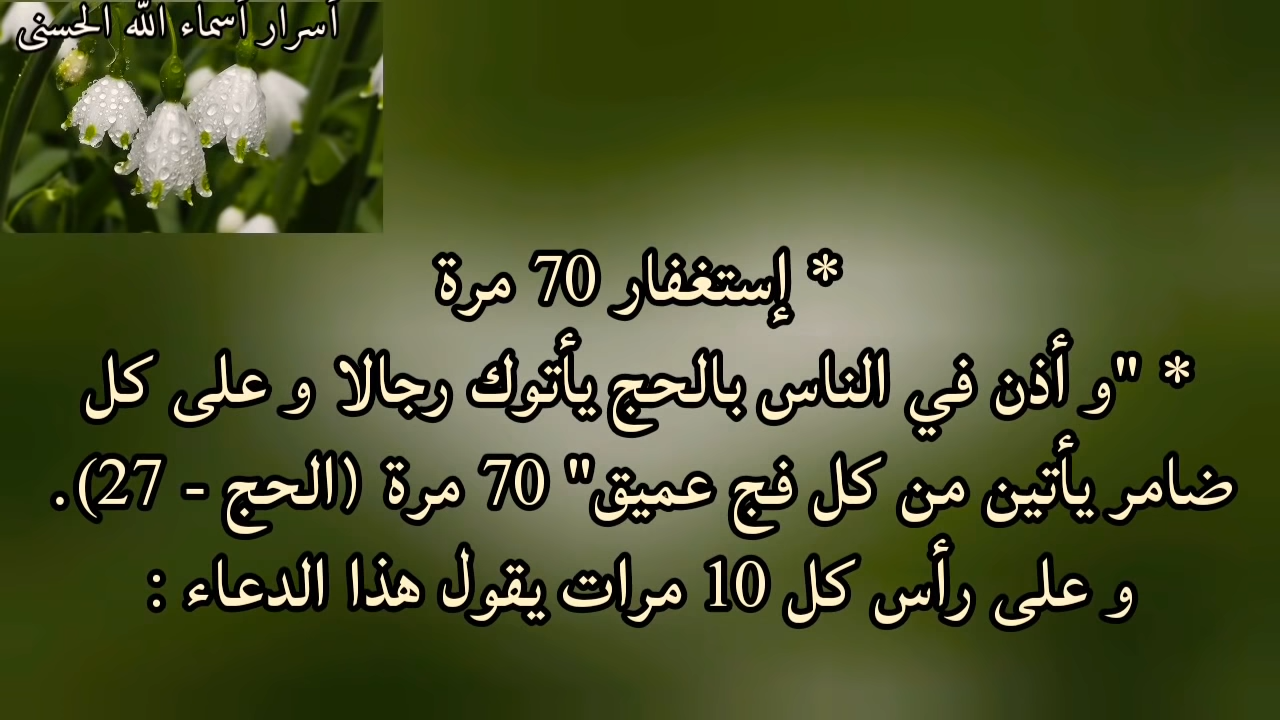 أسرار أسماء الله الحسنى
* إستغفار 70 مرة
* "و أذن في الناس بالحج يأتوك رجالا و على كل
ضامر يأتين من كل فج عميق" 70 مرة (الحج - 27).
و على رأس كل 10 مرات يقول هذا الدعاء :